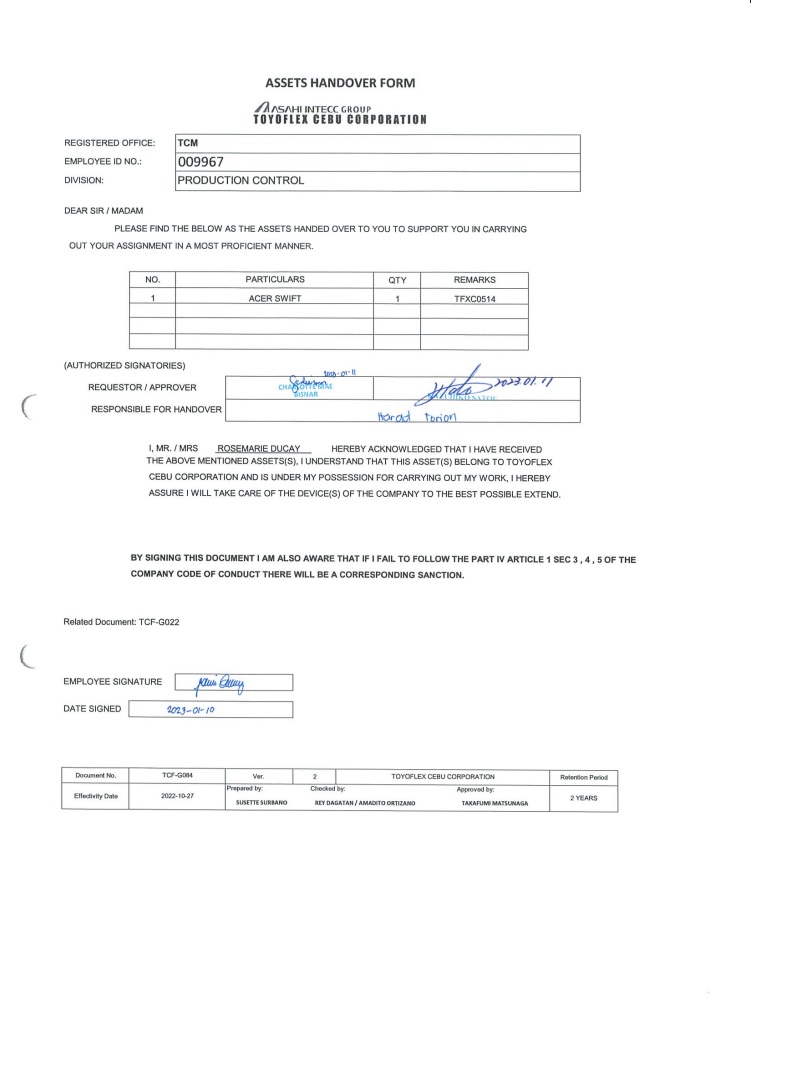 ASSETS HANDOVER FORM
ASAHI INTECC GROUP
TOYOFLEX CEBU CORPORATION
REGISTERED OFFICE: TCM
EMPLOYEE ID NO.: 009967
DIVISION: PRODUCTION CONTROL
DEAR SIR / MADAM
PLEASE FIND THE BELOW AS THE ASSETS HANDED OVER TO YOU TO SUPPORT YOU IN CARRYING
OUT YOUR ASSIGNMENT IN A MOST PROFICIENT MANNER.
NO. PARTICULARS QTY REMARKS
1 ACER SWIFT 1 TFXC0514
(AUTHORIZED SIGNATORIES)
2023-01-11
REQUESTOR / APPROVER CHARLOTTE MAE 2023.01.11
BISNAR
RESPONSIBLE FOR HANDOVER Harold Torion
I, MR. / MRS ROSEMARIE DUCAY HEREBY ACKNOWLEDGED THAT I HAVE RECEIVED
THE ABOVE MENTIONED ASSETS(S), I UNDERSTAND THAT THIS ASSET(S) BELONG TO TOYOFLEX
CEBU CORPORATION AND IS UNDER MY POSSESSION FOR CARRYING OUT MY WORK, I HEREBY
ASSURE I WILL TAKE CARE OF THE DEVICE(S) OF THE COMPANY TO THE BEST POSSIBLE EXTEND.
BY SIGNING THIS DOCUMENT I AM ALSO AWARE THAT IF I FAIL TO FOLLOW THE PART IV ARTICLE 1 SEC 3 , 4 , 5 OF THE
COMPANY CODE OF CONDUCT THERE WILL BE A CORRESPONDING SANCTION.
Related Document: TCF-G022
EMPLOYEE SIGNATURE
DATE SIGNED 2023-01-10
Document No. TCF-G084 Ver. 2 TOYOFLEX CEBU CORPORATION Retention Period
Effectivity Date 2022-10-27 Prepared by: Checked by: Approved by: 2 YEARS
SUSETTE SURBANO REY DAGATAN / AMADITO ORTIZANO TAKAFUMI MATSUNAGA